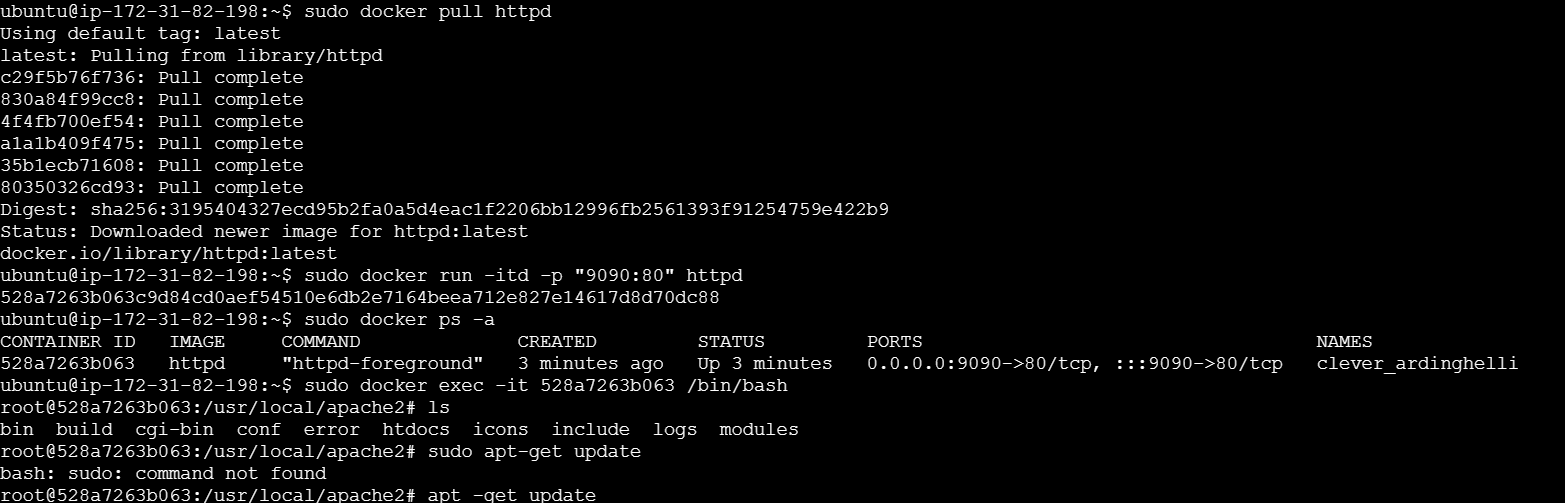 ubuntu@ip-172-31-82-198:~$ sudo docker pull httpd
Using default tag: latest
latest: Pulling from library/httpd
c29f5b76f736: Pull complete
830a84f99cc8: Pull complete
4f4fb700ef54: Pull complete
a1a1b409f475: Pull complete
35b1ecb71608: Pull complete
80350326cd93: Pull complete
Digest: sha256:3195404327ecd95b2fa0a5d4eac1f2206bb12996fb2561393f91254759e422b9
Status: Downloaded newer image for httpd:latest
docker.io/library/httpd:latest
ubuntu@ip-172-31-82-198:~$ sudo docker run -itd -p "9090:80" httpd
528a7263b063c9d84cd0aef54510e6db2e7164beea712e827e14617d8d70dc88
ubuntu@ip-172-31-82-198:~$ sudo docker ps -a
CONTAINER ID   IMAGE     COMMAND              CREATED         STATUS         PORTS                                   NAMES
528a7263b063   httpd     "httpd-foreground"   3 minutes ago   Up 3 minutes   0.0.0.0:9090->80/tcp, :::9090->80/tcp   clever_ardinghelli
ubuntu@ip-172-31-82-198:~$ sudo docker exec -it 528a7263b063 /bin/bash
root@528a7263b063:/usr/local/apache2# ls
bin  build  cgi-bin  conf  error  htdocs  icons  include  logs  modules
root@528a7263b063:/usr/local/apache2# sudo apt-get update
bash: sudo: command not found
root@528a7263b063:/usr/local/apache2# apt -get update